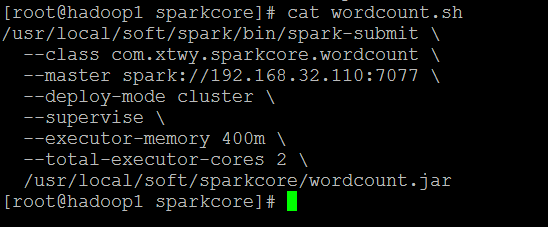 [root@hadoop1 sparkcore]# cat wordcount.sh
/usr/local/soft/spark/bin/spark-submit \
  --class com.xtwy.sparkcore.wordcount \
  --master spark://192.168.32.110:7077 \
  --deploy-mode cluster \
  --supervise \
  --executor-memory 400m \
  --total-executor-cores 2 \
  /usr/local/soft/sparkcore/wordcount.jar
[root@hadoop1 sparkcore]#